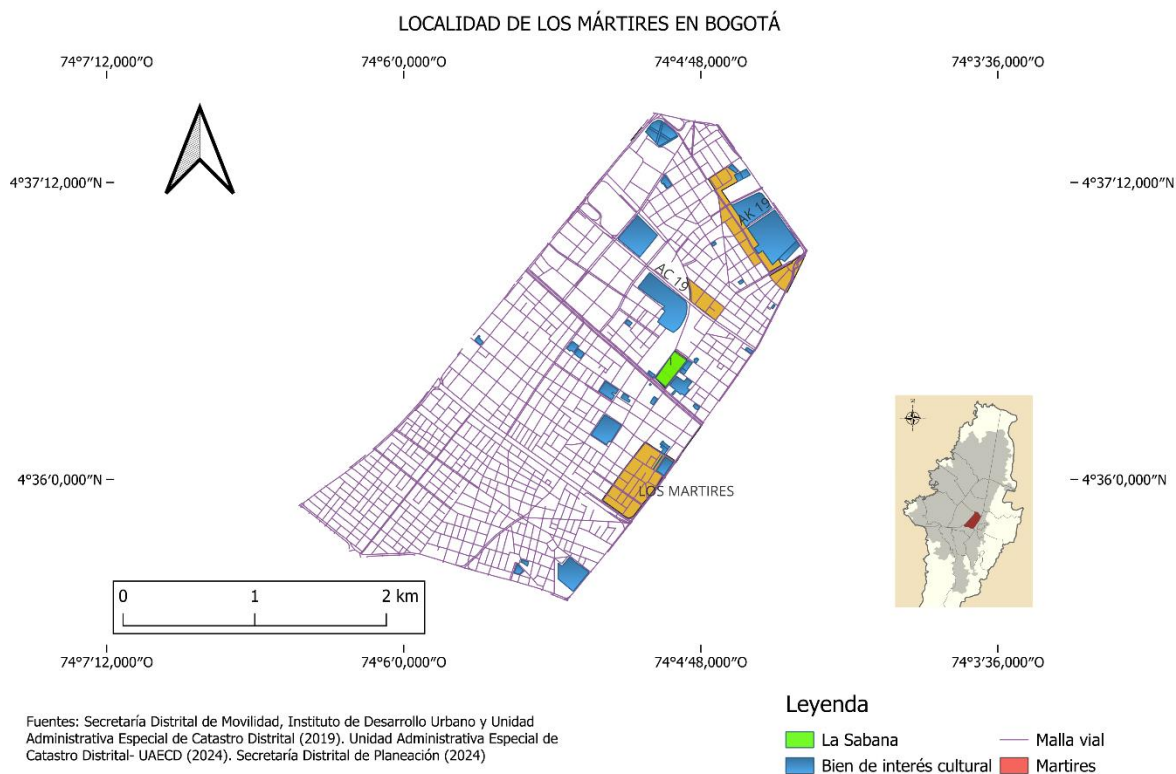 LOCALIDAD DE LOS MÁRTIRES EN BOGOTÁ
74°7′12,000″O 74°6′0,000″O 74°4′48,000″O 74°3′36,000″O
4°37′12,000″N 4°37′12,000″N
AK 19
AC 19
4°36′0,000″N 4°36′0,000″N
LOS MARTIRES
0 1 2 km
74°7′12,000″O 74°6′0,000″O 74°4′48,000″O 74°3′36,000″O
Leyenda
La Sabana Malla vial
Bien de interés cultural Martires
Fuentes: Secretaría Distrital de Movilidad, Instituto de Desarrollo Urbano y Unidad
Administrativa Especial de Catastro Distrital (2019). Unidad Administrativa Especial de
Catastro Distrital- UAECD (2024). Secretaría Distrital de Planeación (2024)